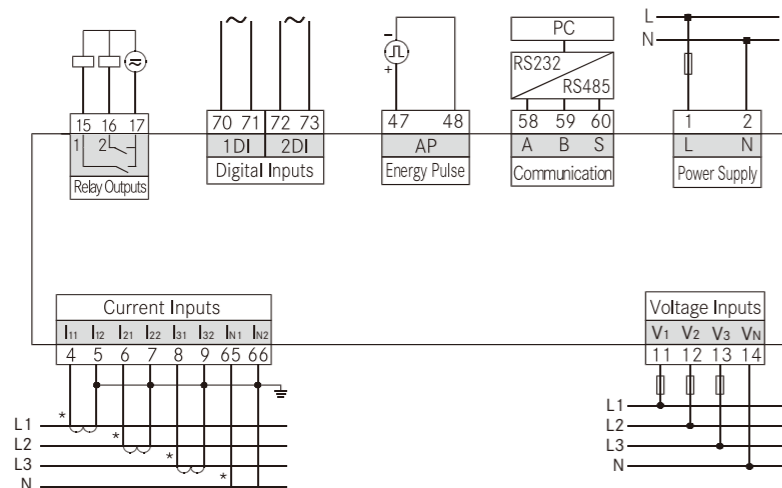 L
N
PC
RS232
RS485
15 16 17
70 71 72 73
47 48
58 59 60
1 2
1 2
1DI 2DI
AP
A B S
L N
Relay Outputs
Digital Inputs
Energy Pulse
Communication
Power Supply
Current Inputs
I11 I12 I21 I22 I31 I32 IN1 IN2
4 5 6 7 8 9 65 66
Voltage Inputs
V1 V2 V3 VN
11 12 13 14
* L1
* L2
* L3
* N
L1
L2
L3
N